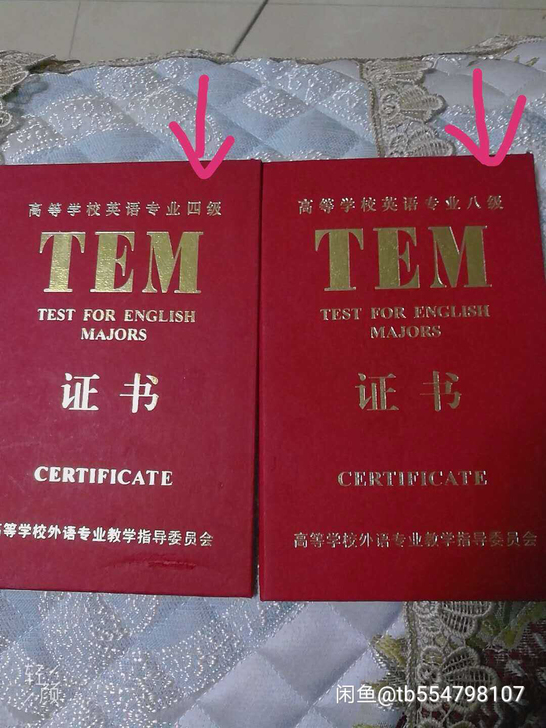 高等学校英语专业四级
TEM
TEST FOR ENGLISH
MAJORS
证书
CERTIFICATE
高等学校外语专业教学指导委员会
高等学校英语专业八级
TEM
TEST FOR ENGLISH
MAJORS
证书
CERTIFICATE
高等学校外语专业教学指导委员会
轻颜
闲鱼@tb554798107